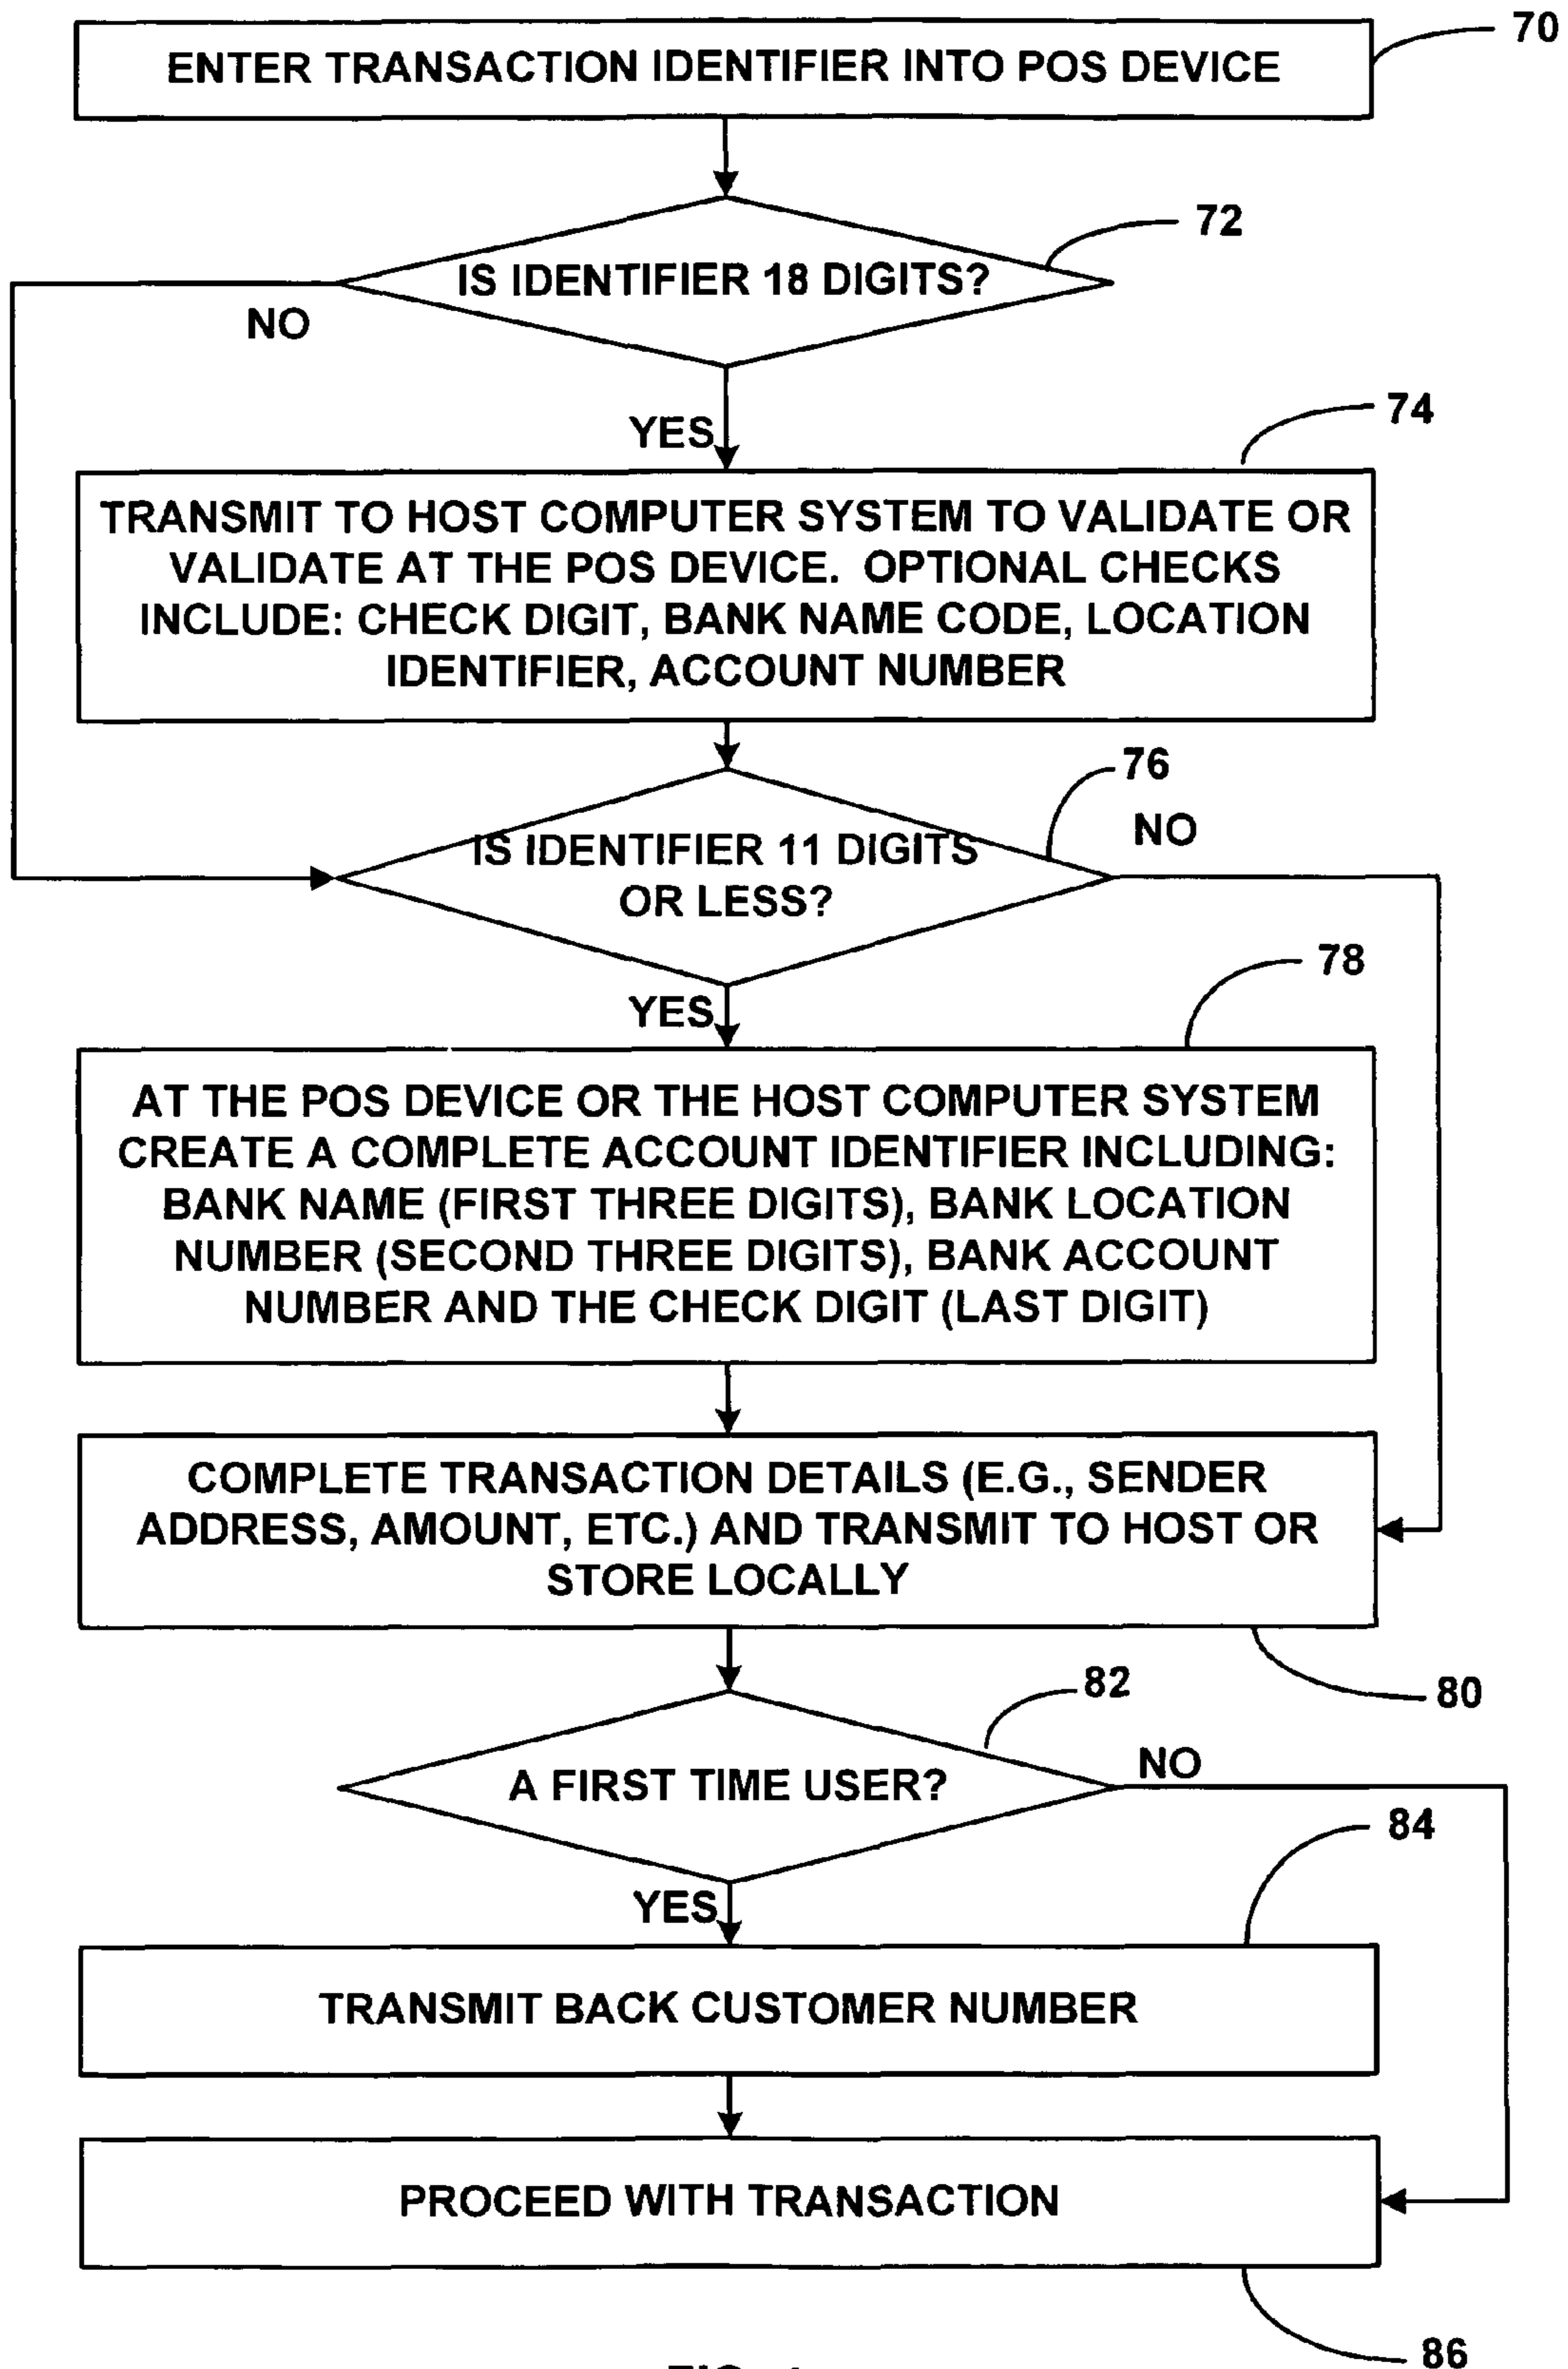 70
ENTER TRANSACTION IDENTIFIER INTO POS DEVICE
72
IS IDENTIFIER 18 DIGITS?
NO
YES
74
TRANSMIT TO HOST COMPUTER SYSTEM TO VALIDATE OR
VALIDATE AT THE POS DEVICE. OPTIONAL CHECKS
INCLUDE: CHECK DIGIT, BANK NAME CODE, LOCATION
IDENTIFIER, ACCOUNT NUMBER
76
NO
IS IDENTIFIER 11 DIGITS
OR LESS?
78
YES
AT THE POS DEVICE OR THE HOST COMPUTER SYSTEM
CREATE A COMPLETE ACCOUNT IDENTIFIER INCLUDING:
BANK NAME (FIRST THREE DIGITS), BANK LOCATION
NUMBER (SECOND THREE DIGITS), BANK ACCOUNT
NUMBER AND THE CHECK DIGIT (LAST DIGIT)
COMPLETE TRANSACTION DETAILS (E.G., SENDER
ADDRESS, AMOUNT, ETC.) AND TRANSMIT TO HOST OR
STORE LOCALLY
80
82
A FIRST TIME USER?
NO
84
YES
TRANSMIT BACK CUSTOMER NUMBER
PROCEED WITH TRANSACTION
86